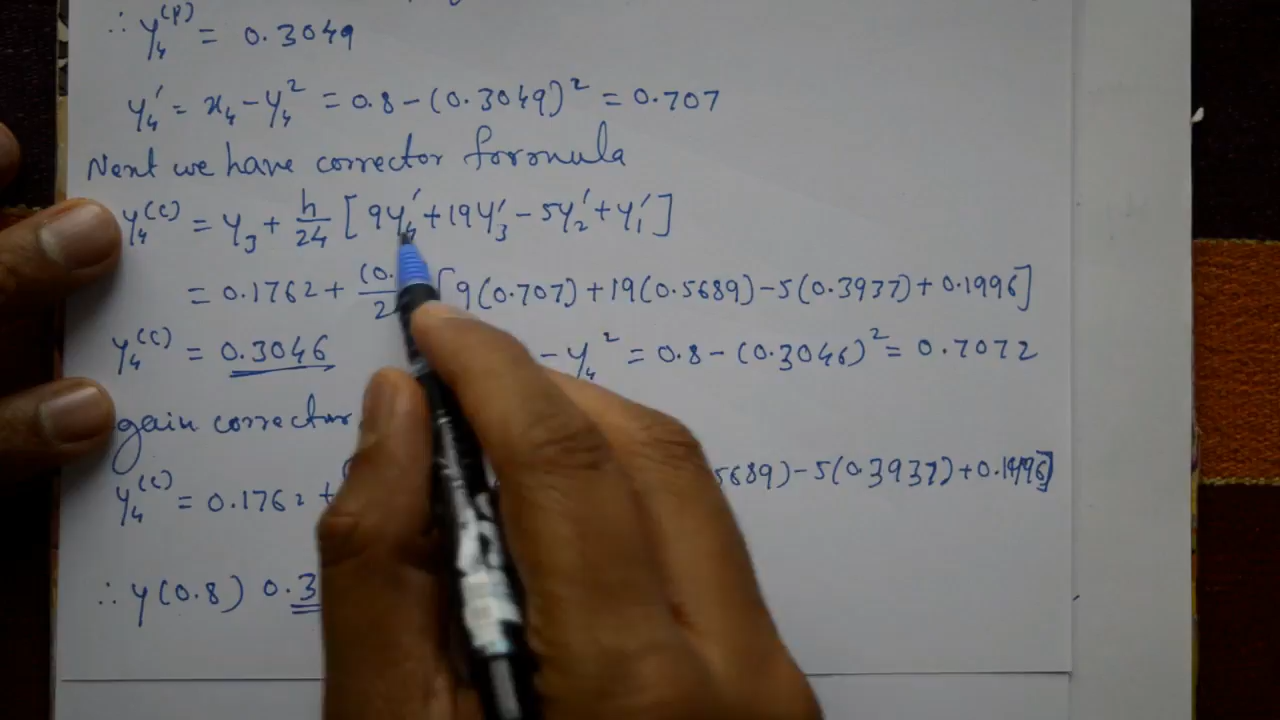 ∴ y₄⁽ᴾ⁾ = 0.3049
y₄′ = x₄ − y₄² = 0.8 − (0.3049)² = 0.707
Next we have corrector formula
y₄⁽ᶜ⁾ = y₃ + h/24 [9y₄′ + 19y₃′ − 5y₂′ + y₁′]
= 0.1762 + (0. [9(0.707) + 19(0.5689) − 5(0.3937) + 0.1996]
y₄⁽ᶜ⁾ = 0.3046 − y₄² = 0.8 − (0.3046)² = 0.7072
gain corrector
y₄⁽ᶜ⁾ = 0.1762 + 5689) − 5(0.3937) + 0.1996]
∴ y(0.8) 0.3